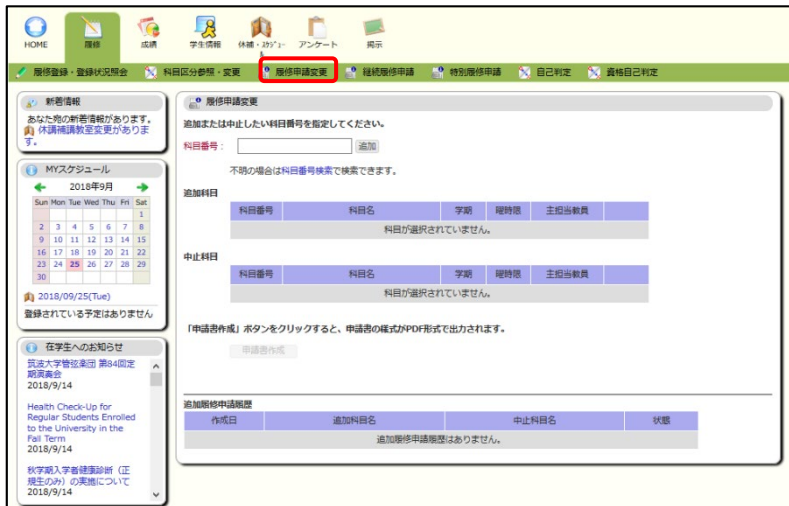 HOME 履修 成績 学生情報 休補・スケジュー アンケート 掲示
履修登録・登録状況照会 科目区分参照・変更 履修申請変更 継続履修申請 特別履修申請 自己判定 資格自己判定
新着情報
あなた宛の新着情報があります。
休講補講教室変更がありま
す。
MYスケジュール
2018年9月
Sun Mon Tue Wed Thu Fri Sat
1
2 3 4 5 6 7 8
9 10 11 12 13 14 15
16 17 18 19 20 21 22
23 24 25 26 27 28 29
30
2018/09/25(Tue)
登録されている予定はありません
在学生へのお知らせ
筑波大学管弦楽団 第84回定
期演奏会
2018/9/14
Health Check-Up for
Regular Students Enrolled
to the University in the
Fall Term
2018/9/14
秋学期入学者健康診断（正
規生のみ）の実施について
2018/9/14
履修申請変更
追加または中止したい科目番号を指定してください。
科目番号： 追加
不明の場合は科目番号検索で検索できます。
追加科目
科目番号 科目名 学期 曜時限 主担当教員
科目が選択されていません。
中止科目
科目番号 科目名 学期 曜時限 主担当教員
科目が選択されていません。
「申請書作成」ボタンをクリックすると、申請書の様式がPDF形式で出力されます。
申請書作成
追加履修申請履歴
作成日 追加科目名 中止科目名 状態
追加履修申請履歴はありません。